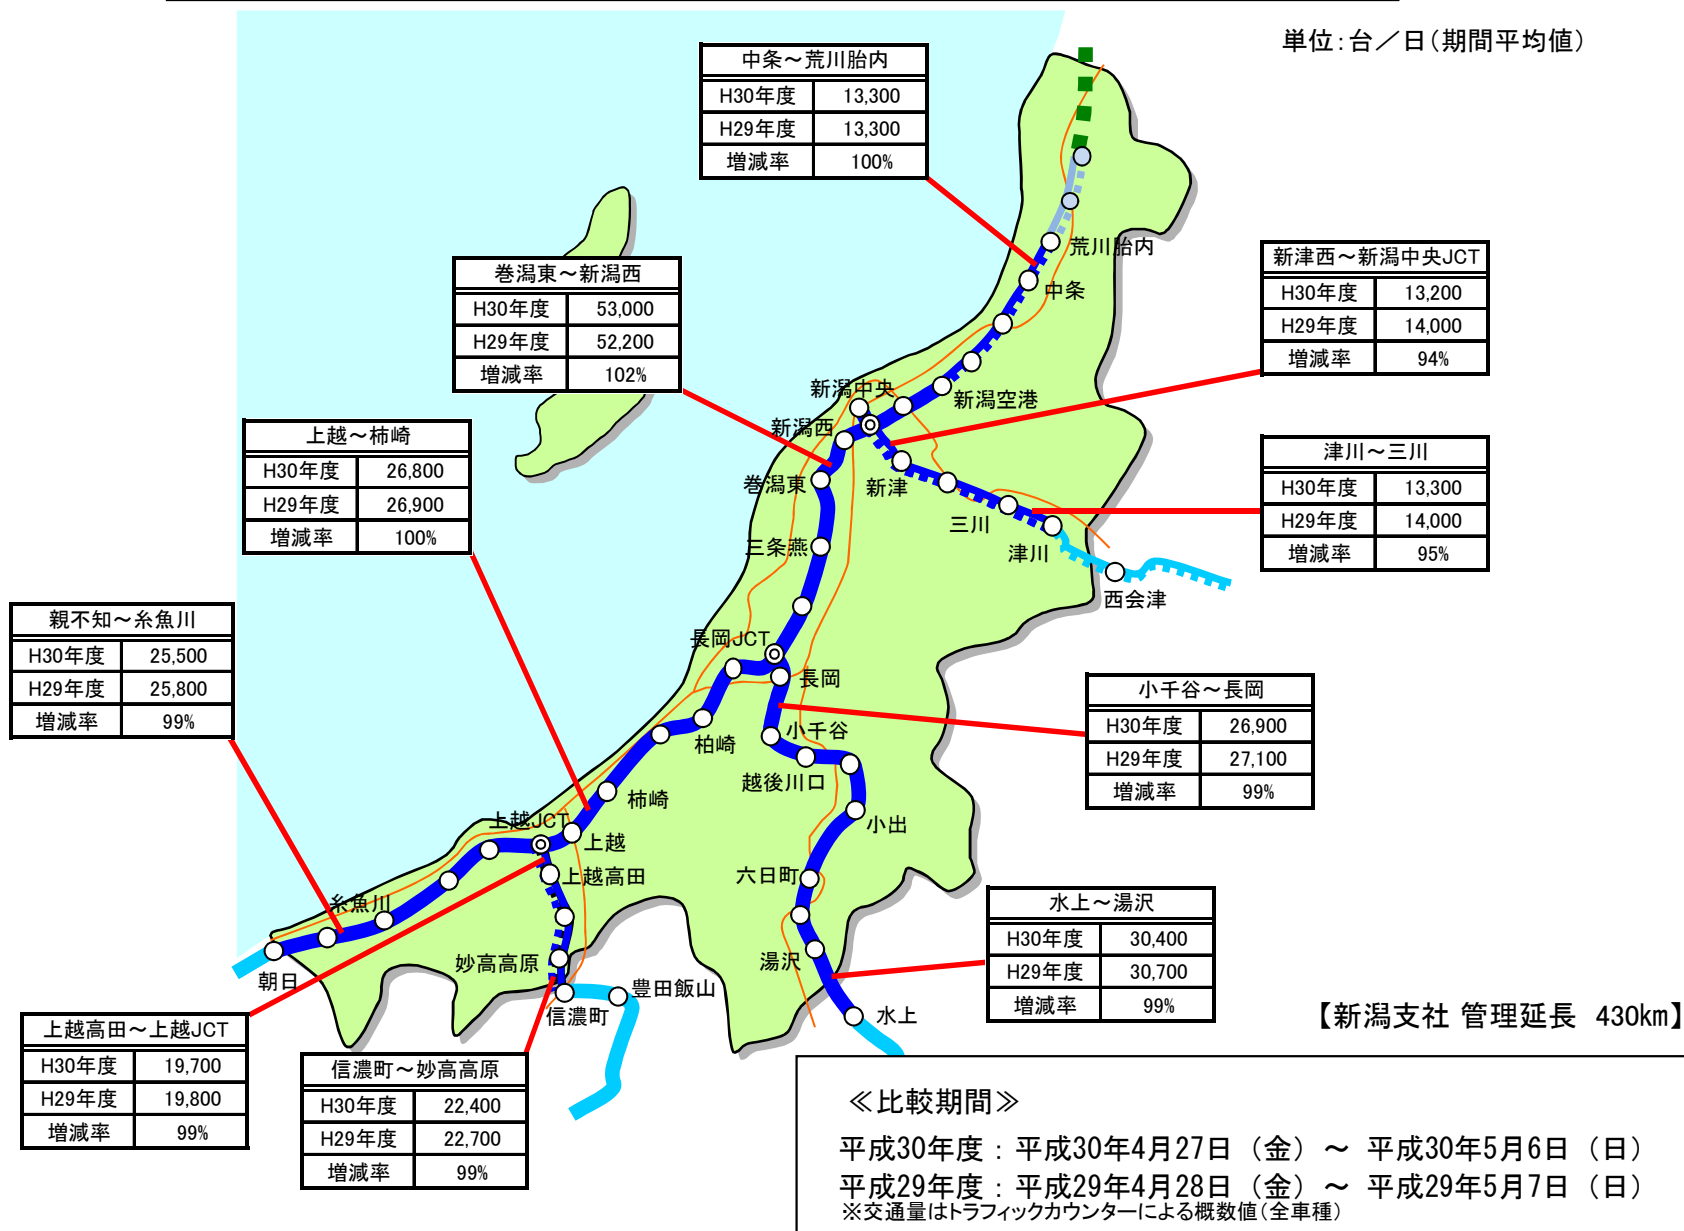 単位:台／日(期間平均値)
中条～荒川胎内
H30年度 13,300
H29年度 13,300
増減率 100%
荒川胎内
中条
巻潟東～新潟西
H30年度 53,000
H29年度 52,200
増減率 102%
新津西～新潟中央JCT
H30年度 13,200
H29年度 14,000
増減率 94%
新潟中央
新潟空港
新潟西
巻潟東
新津
三川
津川
西会津
三条燕
上越～柿崎
H30年度 26,800
H29年度 26,900
増減率 100%
津川～三川
H30年度 13,300
H29年度 14,000
増減率 95%
親不知～糸魚川
H30年度 25,500
H29年度 25,800
増減率 99%
長岡JCT
長岡
小千谷
柏崎
越後川口
柿崎
小出
上越JCT
上越
上越高田
六日町
糸魚川
湯沢
妙高高原
朝日
豊田飯山
信濃町
水上
小千谷～長岡
H30年度 26,900
H29年度 27,100
増減率 99%
水上～湯沢
H30年度 30,400
H29年度 30,700
増減率 99%
上越高田～上越JCT
H30年度 19,700
H29年度 19,800
増減率 99%
信濃町～妙高高原
H30年度 22,400
H29年度 22,700
増減率 99%
【新潟支社 管理延長 430km】
≪比較期間≫
平成30年度：平成30年4月27日（金）～ 平成30年5月6日（日）
平成29年度：平成29年4月28日（金）～ 平成29年5月7日（日）
※交通量はトラフィックカウンターによる概数値(全車種)